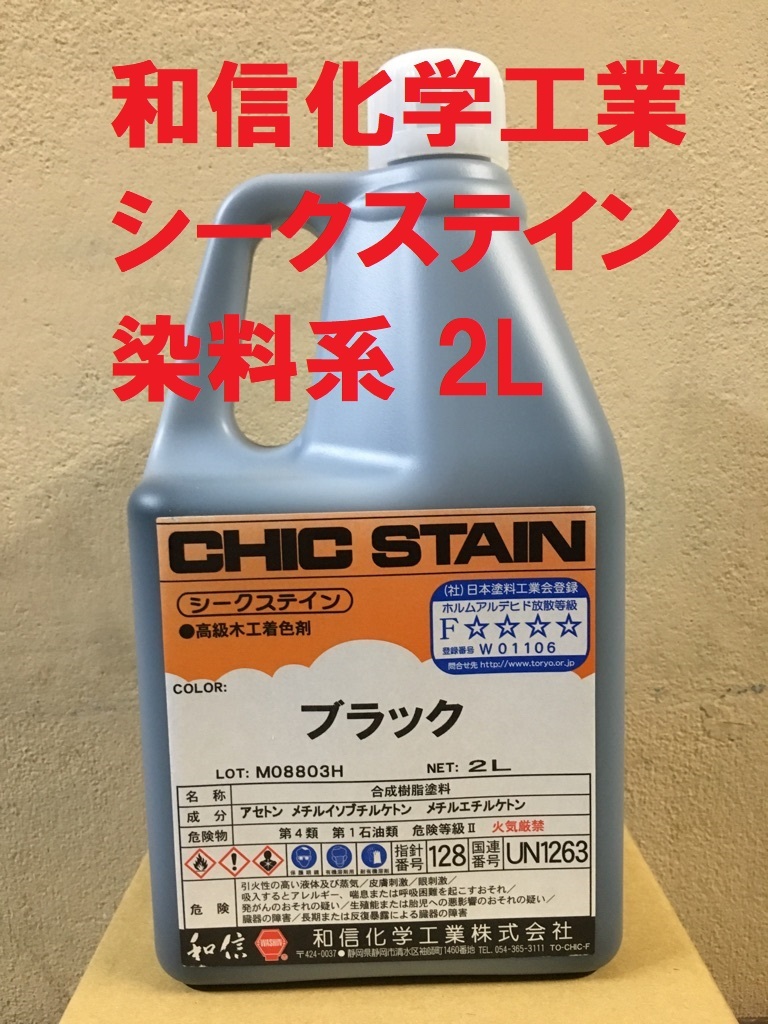 和信化学工業
シークステイン
染料系 2L
CHIC STAIN
シークステイン
●高級木工着色剤
(社)日本塗料工業会登録
ホルムアルデヒド放散等級
F☆☆☆☆
登録番号 W01106
問合せ先 http://www.toryo.or.jp
COLOR:
ブラック
LOT: M08803H NET: 2L
名称 合成樹脂塗料
成分 アセトン メチルイソブチルケトン メチルエチルケトン
危険物 第4類 第1石油類 危険等級Ⅱ 火気厳禁
指針番号 128 国連番号 UN1263
危険
引火性の高い液体及び蒸気／皮膚刺激／眼刺激／
吸入するとアレルギー、喘息または呼吸困難を起こすおそれ／
発がんのおそれの疑い／生殖能または胎児への悪影響のおそれの疑い／
臓器の障害／長期または反復暴露による臓器の障害
和信 WASHIN 和信化学工業株式会社
〒424-0037●静岡県静岡市清水区袖師町1460番地 TEL. 054-365-3111 TO-CHIC-F